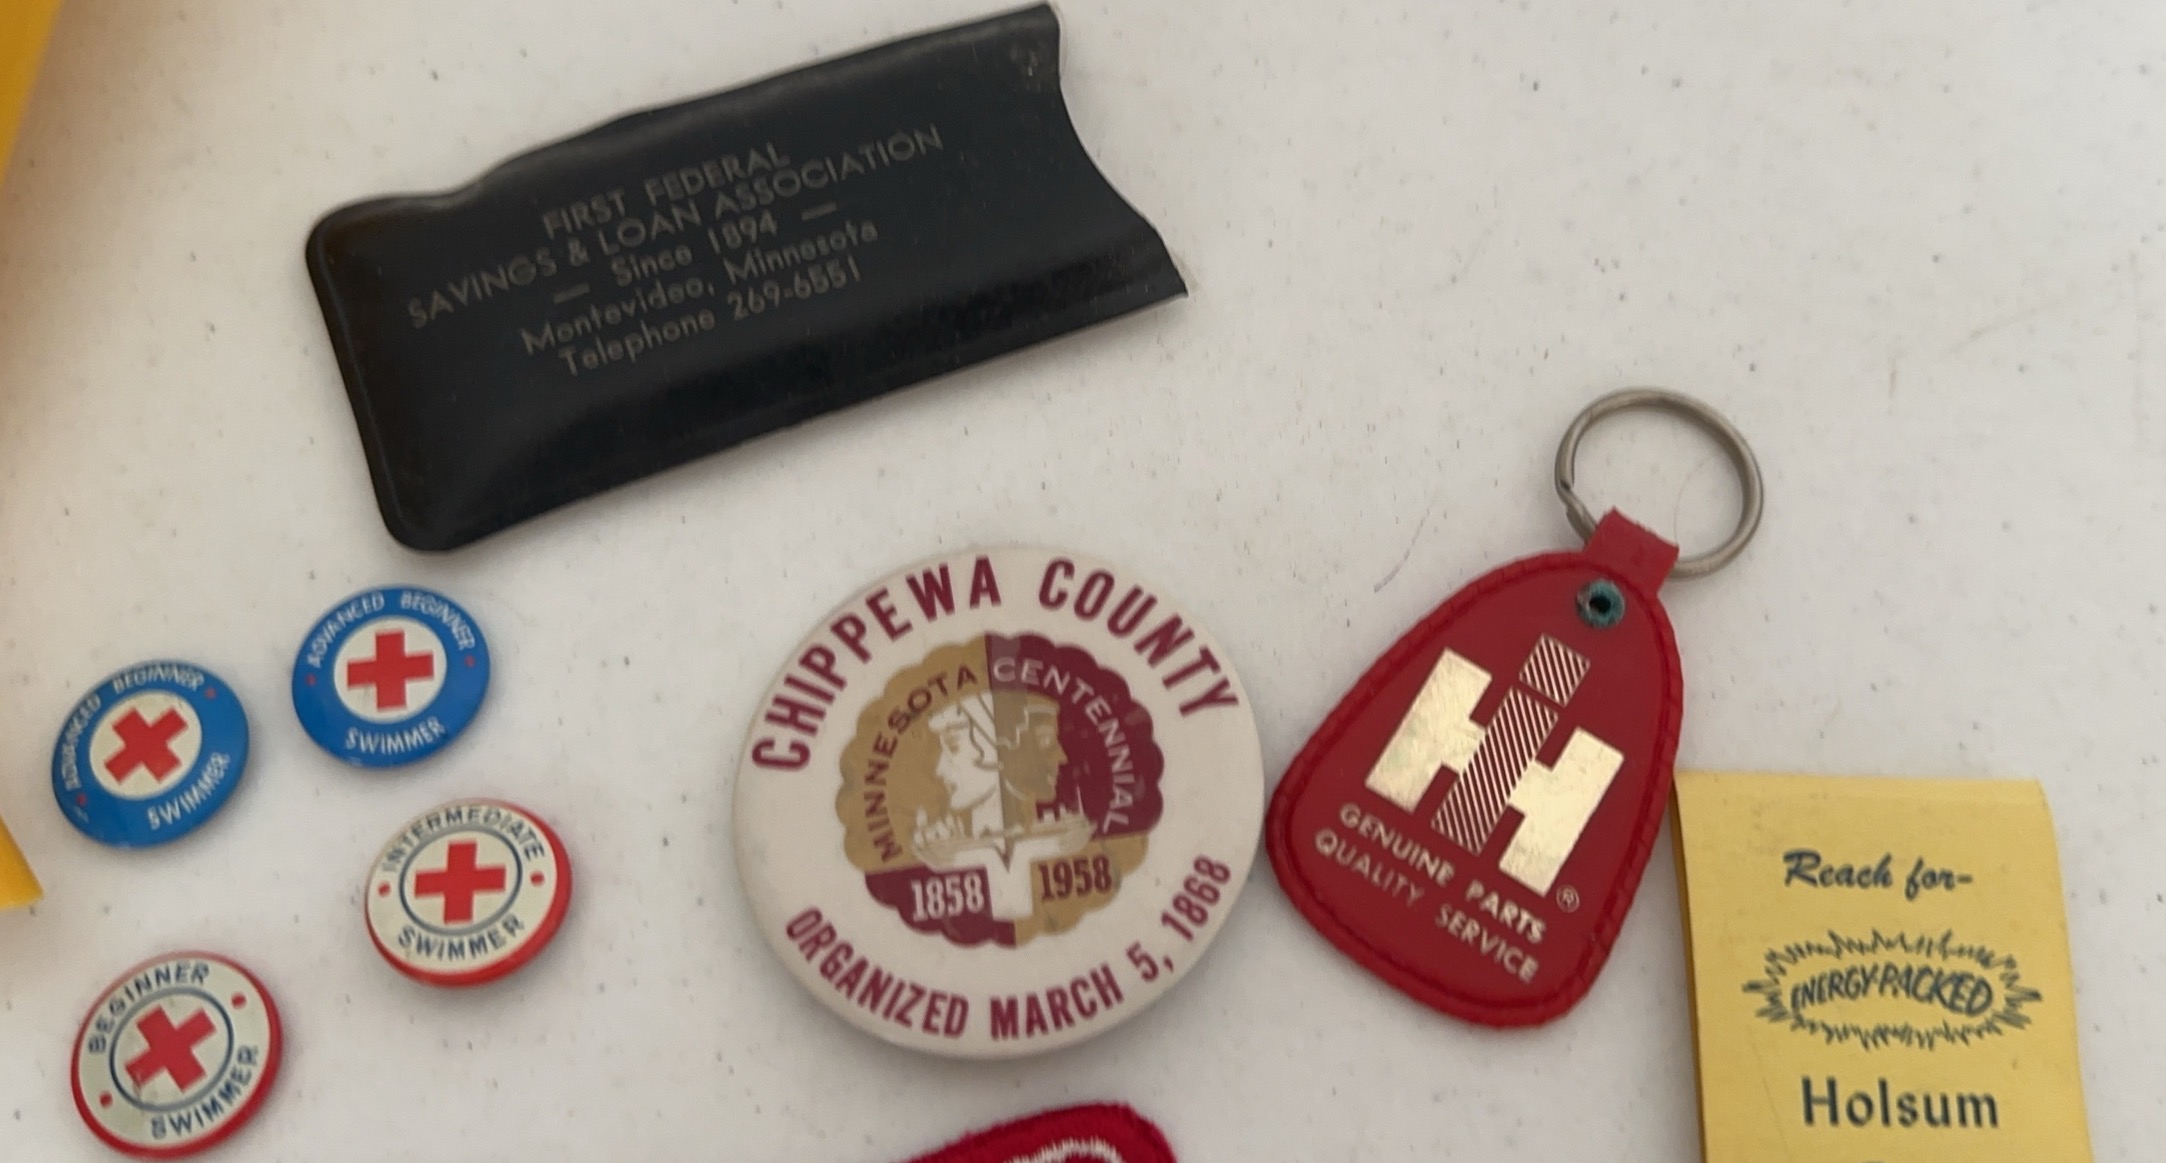 FIRST FEDERAL
SAVINGS & LOAN ASSOCIATION
— Since 1894 —
Montevideo, Minnesota
Telephone 269-6551
ADVANCED BEGINNER
SWIMMER
ADVANCED BEGINNER
SWIMMER
INTERMEDIATE
SWIMMER
BEGINNER
SWIMMER
CHIPPEWA COUNTY
MINNESOTA CENTENNIAL
1858 1958
ORGANIZED MARCH 5, 1868
IH®
GENUINE PARTS
QUALITY SERVICE
Reach for-
ENERGY-PACKED
Holsum